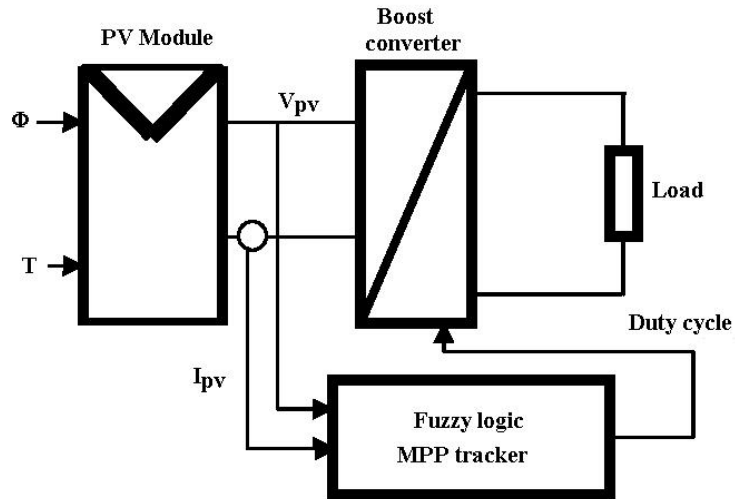 Boost
converter
PV Module
Vpv
Φ
Load
T
Duty cycle
Ipv
Fuzzy logic
MPP tracker